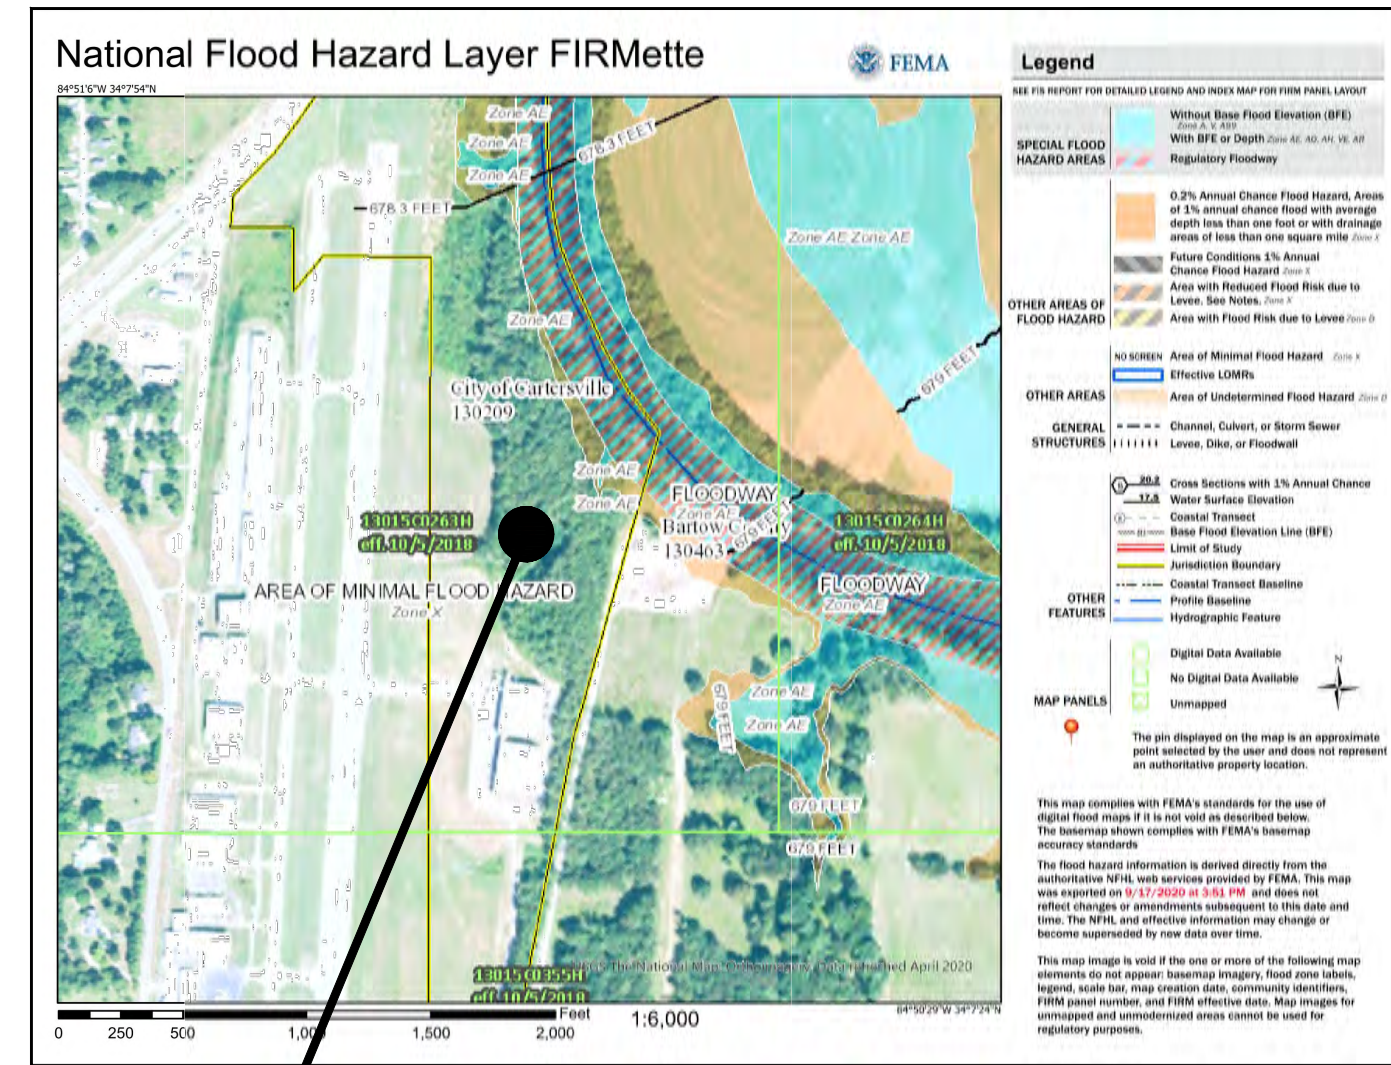 National Flood Hazard Layer FIRMette
FEMA
84°51'6"W 34°7'54"N
Zone AE
Zone AE
Zone AE
678.3 FEET
678.3 FEET
Zone AE Zone AE
Zone AE
679 FEET
City of Cartersville
130209
Zone AE
Zone AE
FLOODWAY
Zone AE
679 FEET
Bartow
130463
13015C0263H
eff. 10/5/2018
13015C0264H
eff. 10/5/2018
AREA OF MINIMAL FLOOD HAZARD
Zone X
FLOODWAY
Zone AE
Zone AE
Zone AE
679 FEET
679 FEET
679 FEET
USGS The National Map: Orthoimagery. Data refreshed April 2020
13015C0355H
eff. 10/5/2018
84°50'29"W 34°7'24"N
Feet
0 250 500 1,000 1,500 2,000
1:6,000
Legend
SEE FIS REPORT FOR DETAILED LEGEND AND INDEX MAP FOR FIRM PANEL LAYOUT
SPECIAL FLOOD
HAZARD AREAS
Without Base Flood Elevation (BFE)
Zone A, V, A99
With BFE or Depth Zone AE, AO, AH, VE, AR
Regulatory Floodway
OTHER AREAS OF
FLOOD HAZARD
0.2% Annual Chance Flood Hazard, Areas
of 1% annual chance flood with average
depth less than one foot or with drainage
areas of less than one square mile Zone X
Future Conditions 1% Annual
Chance Flood Hazard Zone X
Area with Reduced Flood Risk due to
Levee. See Notes. Zone X
Area with Flood Risk due to Levee Zone D
OTHER AREAS
NO SCREEN Area of Minimal Flood Hazard Zone X
Effective LOMRs
Area of Undetermined Flood Hazard Zone D
GENERAL
STRUCTURES
Channel, Culvert, or Storm Sewer
Levee, Dike, or Floodwall
OTHER
FEATURES
20.2 Cross Sections with 1% Annual Chance
17.5 Water Surface Elevation
Coastal Transect
Base Flood Elevation Line (BFE)
Limit of Study
Jurisdiction Boundary
Coastal Transect Baseline
Profile Baseline
Hydrographic Feature
MAP PANELS
Digital Data Available
No Digital Data Available
Unmapped
N
The pin displayed on the map is an approximate
point selected by the user and does not represent
an authoritative property location.
This map complies with FEMA's standards for the use of
digital flood maps if it is not void as described below.
The basemap shown complies with FEMA's basemap
accuracy standards
The flood hazard information is derived directly from the
authoritative NFHL web services provided by FEMA. This map
was exported on 9/17/2020 at 3:51 PM and does not
reflect changes or amendments subsequent to this date and
time. The NFHL and effective information may change or
become superseded by new data over time.
This map image is void if the one or more of the following map
elements do not appear: basemap imagery, flood zone labels,
legend, scale bar, map creation date, community identifiers,
FIRM panel number, and FIRM effective date. Map images for
unmapped and unmodernized areas cannot be used for
regulatory purposes.